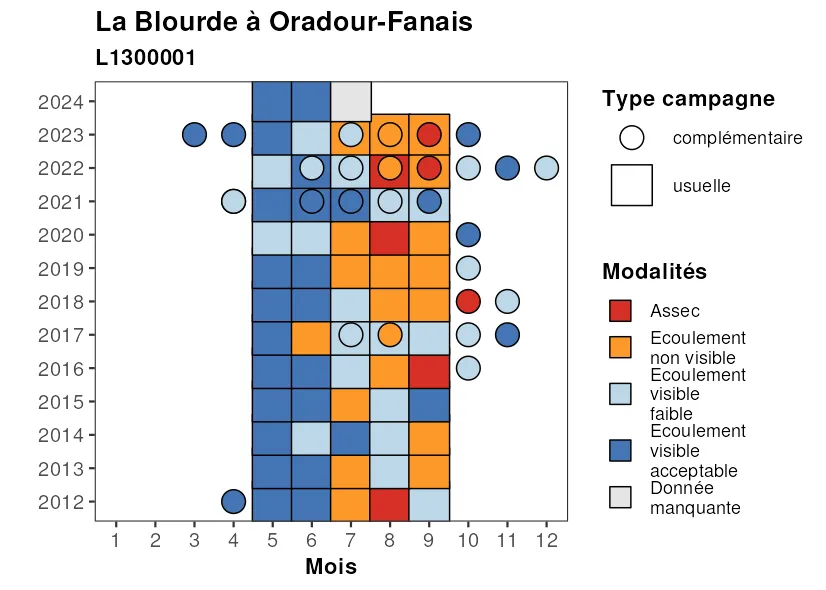 La Blourde à Oradour-Fanais
L1300001
2024
2023
2022
2021
2020
2019
2018
2017
2016
2015
2014
2013
2012
1 2 3 4 5 6 7 8 9 10 11 12
Mois
Type campagne
complémentaire
usuelle
Modalités
Assec
Ecoulement
non visible
Ecoulement
visible
faible
Ecoulement
visible
acceptable
Donnée
manquante